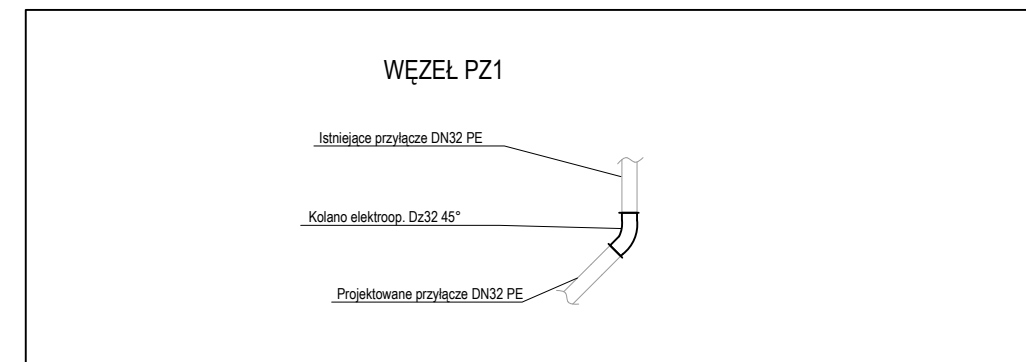 WĘZEŁ PZ1
Istniejące przyłącze DN32 PE
Kolano elektroop. Dz32 45°
Projektowane przyłącze DN32 PE